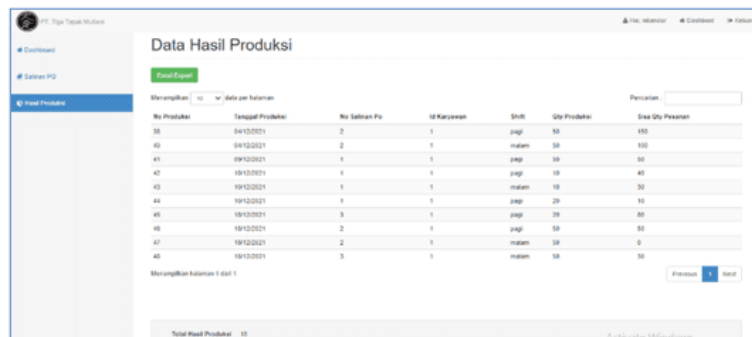 PT. Tiga Tapak Mutiara
Hai, iskandar Dashboard Keluar
Dashboard
Salinan PO
Hasil Produksi
Data Hasil Produksi
Excel Export
Menampilkan 10 data per halaman
Pencarian :
No Produksi Tanggal Produksi No Salinan Po Id Karyawan Shift Qty Produksi Sisa Qty Pesanan
04/12/2021 2 1 pagi 50 150
40 04/12/2021 2 1 malam 50 100
41 09/12/2021 1 1 pagi 50 50
42 10/12/2021 1 1 pagi 10 40
43 10/12/2021 1 1 malam 10 30
44 10/12/2021 1 1 pagi 20 10
45 18/12/2021 3 1 pagi 20 80
46 18/12/2021 2 1 pagi 50 50
47 18/12/2021 2 1 malam 50 0
48 18/12/2021 3 1 malam 50 30
Menampilkan halaman 1 dari 1
Previous 1 Next
Total Hasil Produksi : 10
Activate Windows